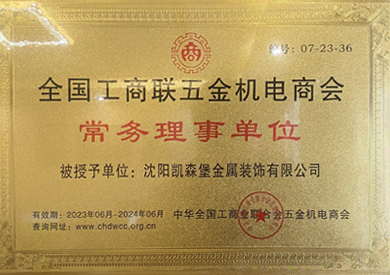 编号: 07-23-36
全国工商联五金机电商会
常务理事单位
被授予单位: 沈阳凯森堡金属装饰有限公司
有效期: 2023年06月-2024年06月 中华全国工商业联合会五金机电商会
查询网址: www.chdwcc.org.cn